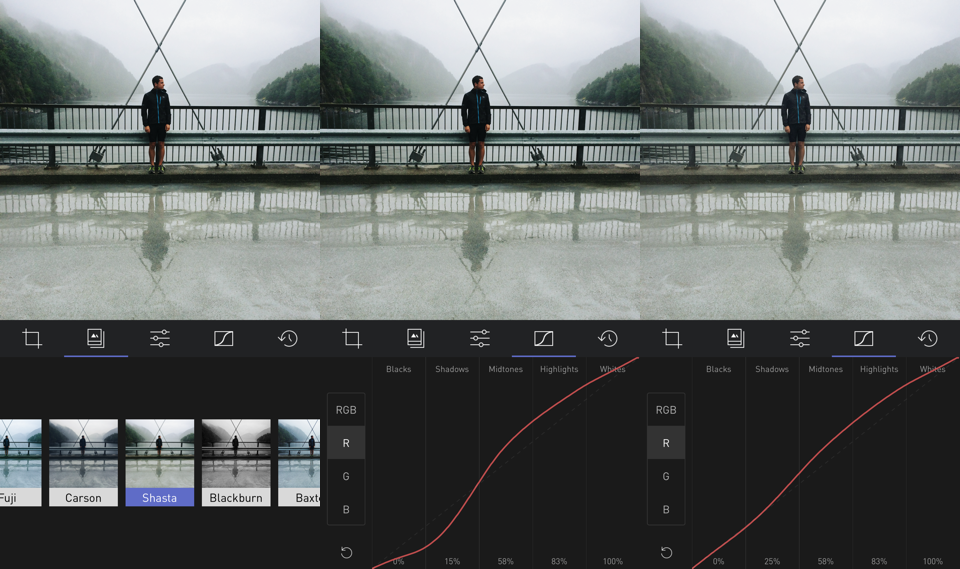 Fuji
Carson
Shasta
Blackburn
Baxte
Blacks Shadows Midtones Highlights Whites
RGB
R
G
B
0% 15% 58% 83% 100%
Blacks Shadows Midtones Highlights Whites
RGB
R
G
B
0% 25% 58% 83% 100%